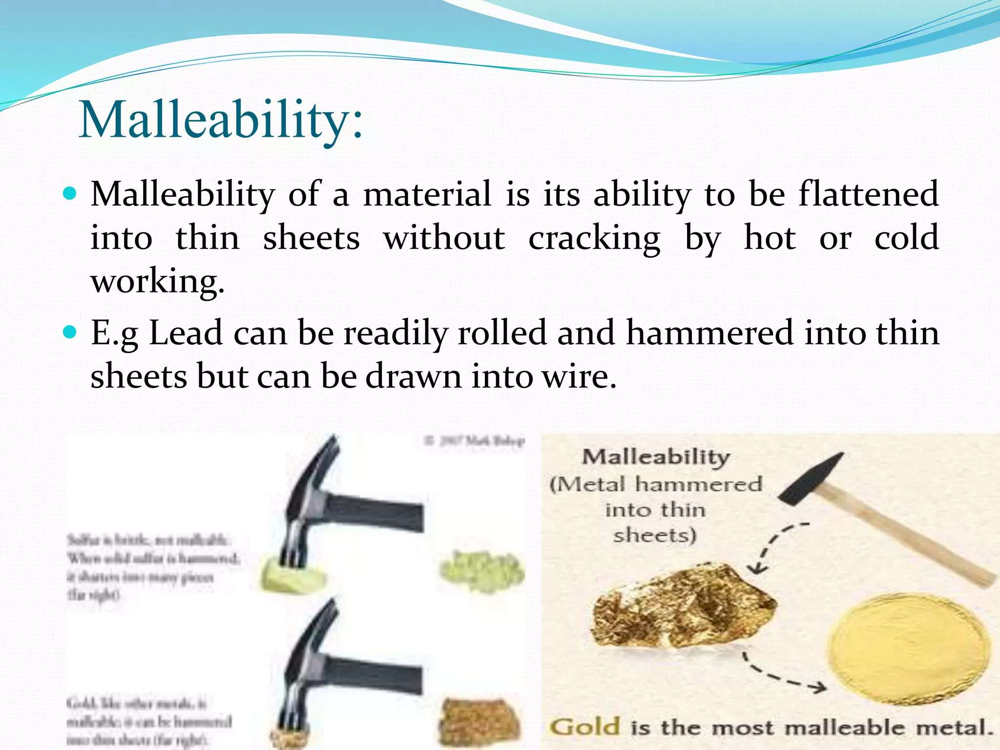 Malleability:
Malleability of a material is its ability to be flattened
into thin sheets without cracking by hot or cold
working.
E.g Lead can be readily rolled and hammered into thin
sheets but can be drawn into wire.
© 2007 Mark
Sulfur is brittle, not malleable.
When solid sulfur is hammered,
it shatters into many pieces
(far right).
Gold, like other metals, is
malleable; it can be hammered
into thin sheets (far right).
Malleability
(Metal hammered
into thin
sheets)
Gold is the most malleable metal.